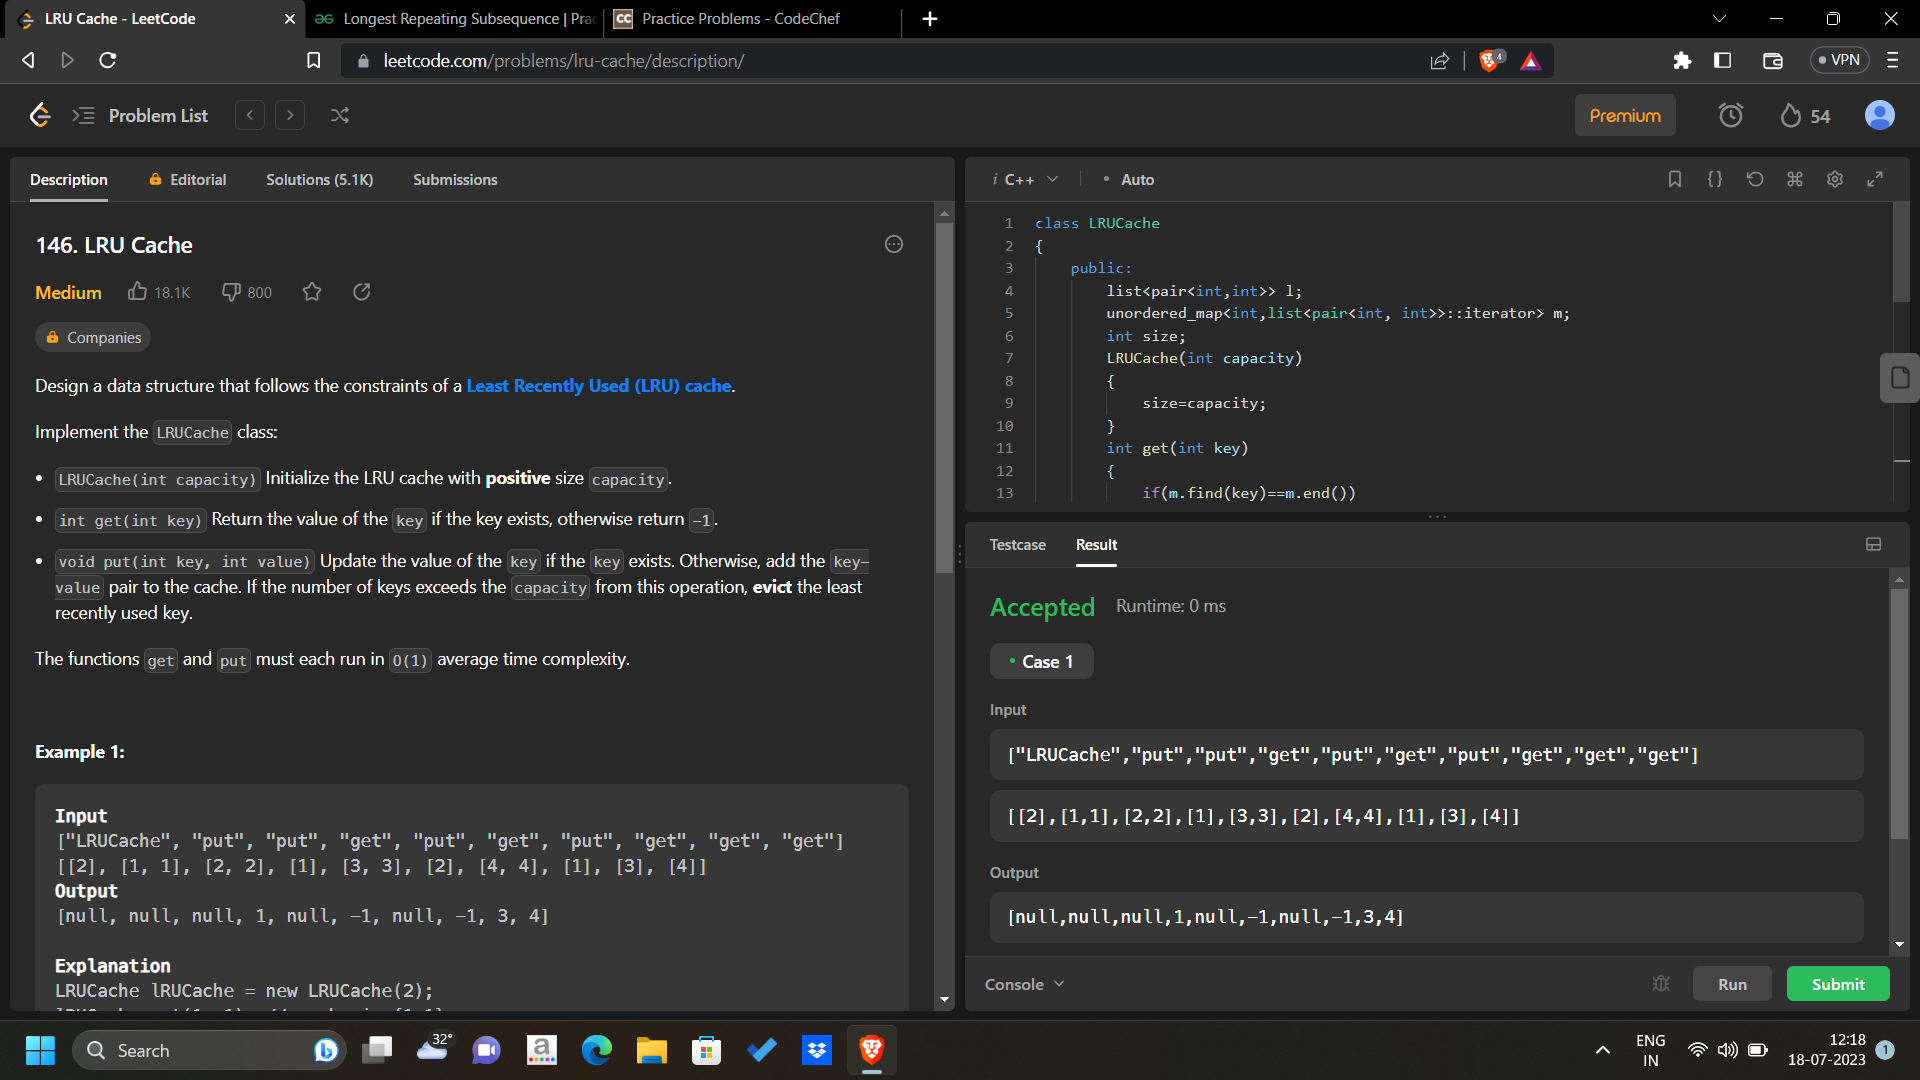 LRU Cache - LeetCode
Longest Repeating Subsequence | Prac
CC Practice Problems - CodeChef
leetcode.com/problems/lru-cache/description/
4
VPN
Problem List
Premium
54
Description
Editorial
Solutions (5.1K)
Submissions
146. LRU Cache
Medium
18.1K
800
Companies
Design a data structure that follows the constraints of a Least Recently Used (LRU) cache.
Implement the LRUCache class:
• LRUCache(int capacity) Initialize the LRU cache with positive size capacity.
• int get(int key) Return the value of the key if the key exists, otherwise return -1.
• void put(int key, int value) Update the value of the key if the key exists. Otherwise, add the key-
value pair to the cache. If the number of keys exceeds the capacity from this operation, evict the least
recently used key.
The functions get and put must each run in O(1) average time complexity.
Example 1:
Input
["LRUCache", "put", "put", "get", "put", "get", "put", "get", "get", "get"]
[[2], [1, 1], [2, 2], [1], [3, 3], [2], [4, 4], [1], [3], [4]]
Output
[null, null, null, 1, null, -1, null, -1, 3, 4]
Explanation
LRUCache lRUCache = new LRUCache(2);
i C++
• Auto
1 class LRUCache
2 {
3 public:
4 list<pair<int,int>> l;
5 unordered_map<int,list<pair<int, int>>::iterator> m;
6 int size;
7 LRUCache(int capacity)
8 {
9 size=capacity;
10 }
11 int get(int key)
12 {
13 if(m.find(key)==m.end())
Testcase
Result
Accepted Runtime: 0 ms
• Case 1
Input
["LRUCache","put","put","get","put","get","put","get","get","get"]
[[2],[1,1],[2,2],[1],[3,3],[2],[4,4],[1],[3],[4]]
Output
[null,null,null,1,null,-1,null,-1,3,4]
Console
Run
Submit
Search
32°
a
ENG
IN
12:18
18-07-2023
1